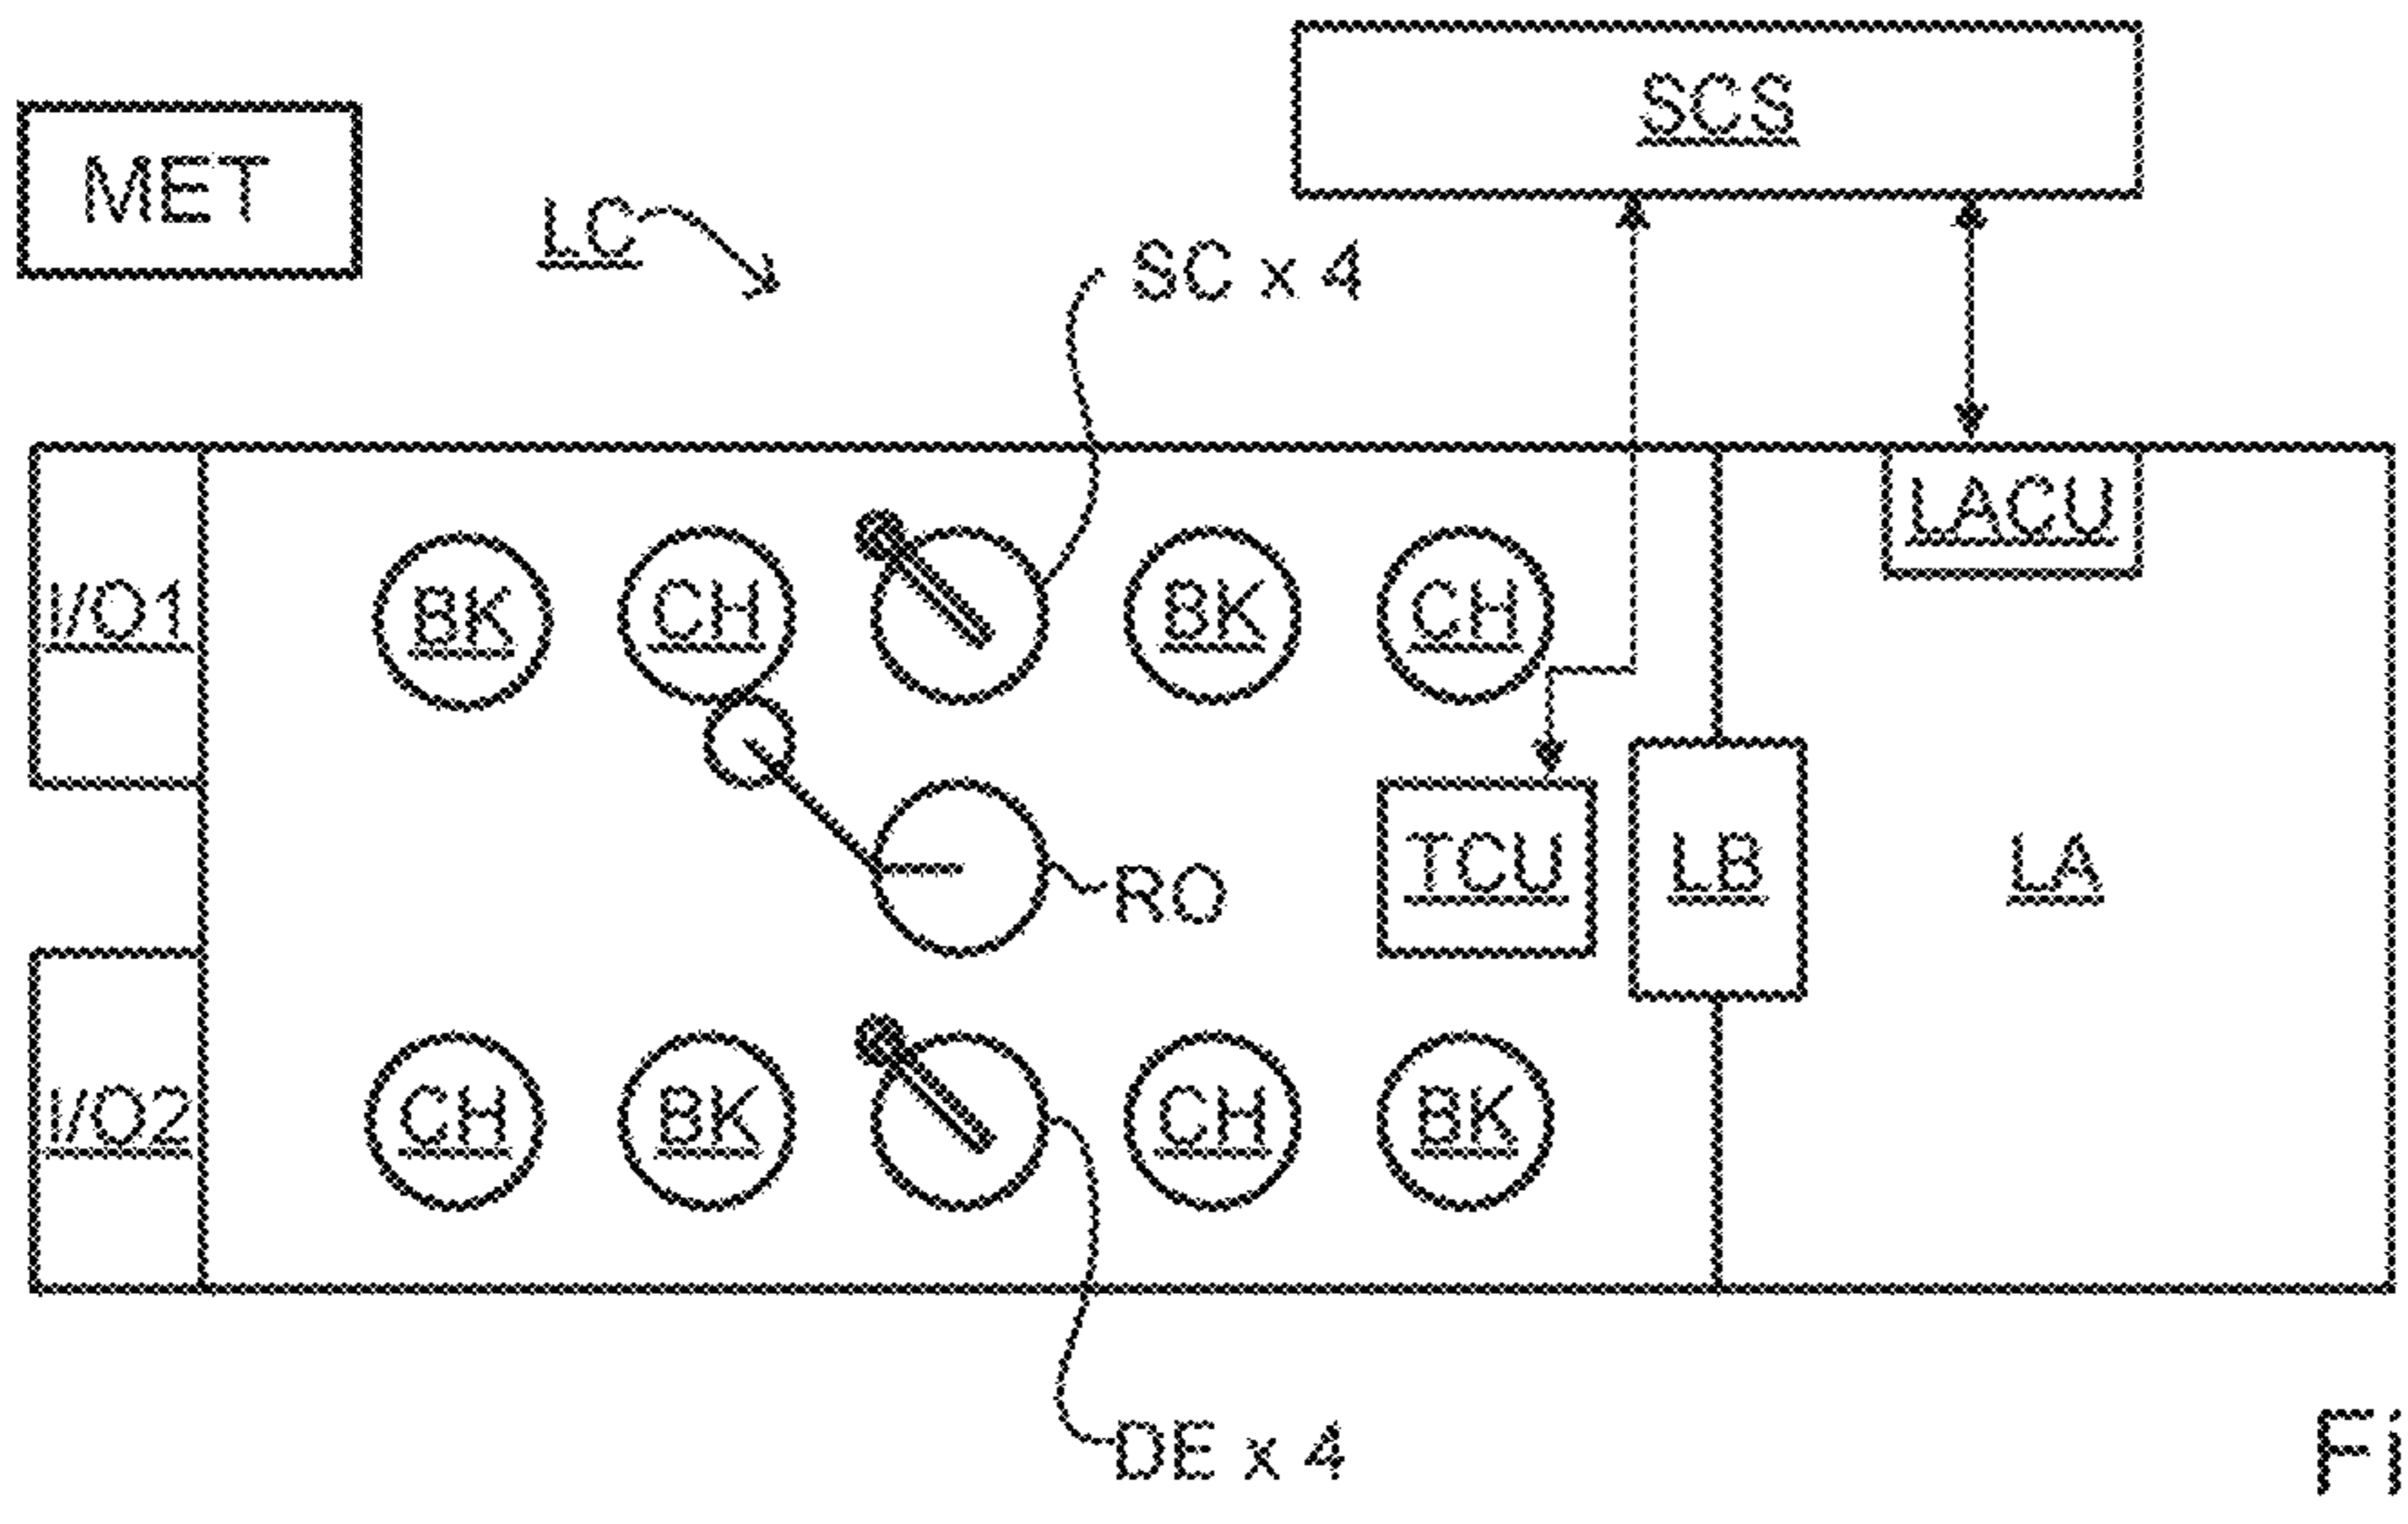 SCS
MET
LC
SC x 4
LACU
I/O1
BK
CH
BK
CH
TCU
LB
LA
RO
I/O2
CH
BK
CH
BK
DE x 4